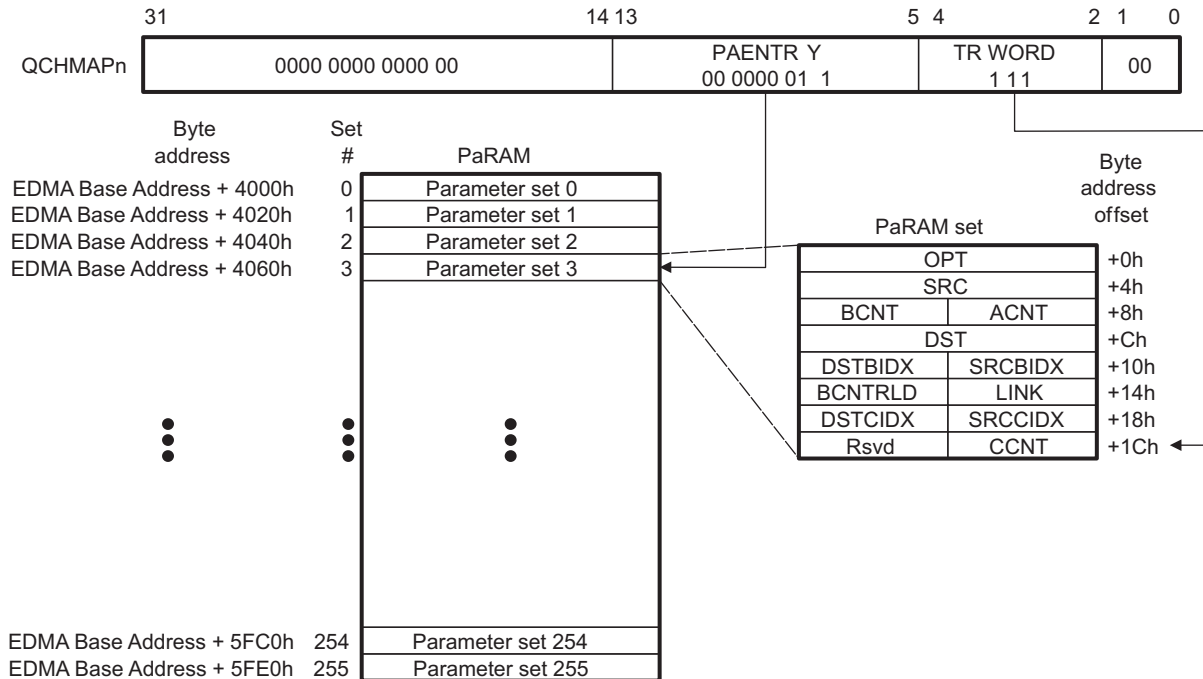 31 14 13 5 4 2 1 0
QCHMAPn 0000 0000 0000 00 PAENTR Y TR WORD 00
00 0000 01 1 1 11
Byte address Set # PaRAM
EDMA Base Address + 4000h 0 Parameter set 0
EDMA Base Address + 4020h 1 Parameter set 1
EDMA Base Address + 4040h 2 Parameter set 2
EDMA Base Address + 4060h 3 Parameter set 3
EDMA Base Address + 5FC0h 254 Parameter set 254
EDMA Base Address + 5FE0h 255 Parameter set 255
PaRAM set Byte address offset
OPT +0h
SRC +4h
BCNT ACNT +8h
DST +Ch
DSTBIDX SRCBIDX +10h
BCNTRLD LINK +14h
DSTCIDX SRCCIDX +18h
Rsvd CCNT +1Ch